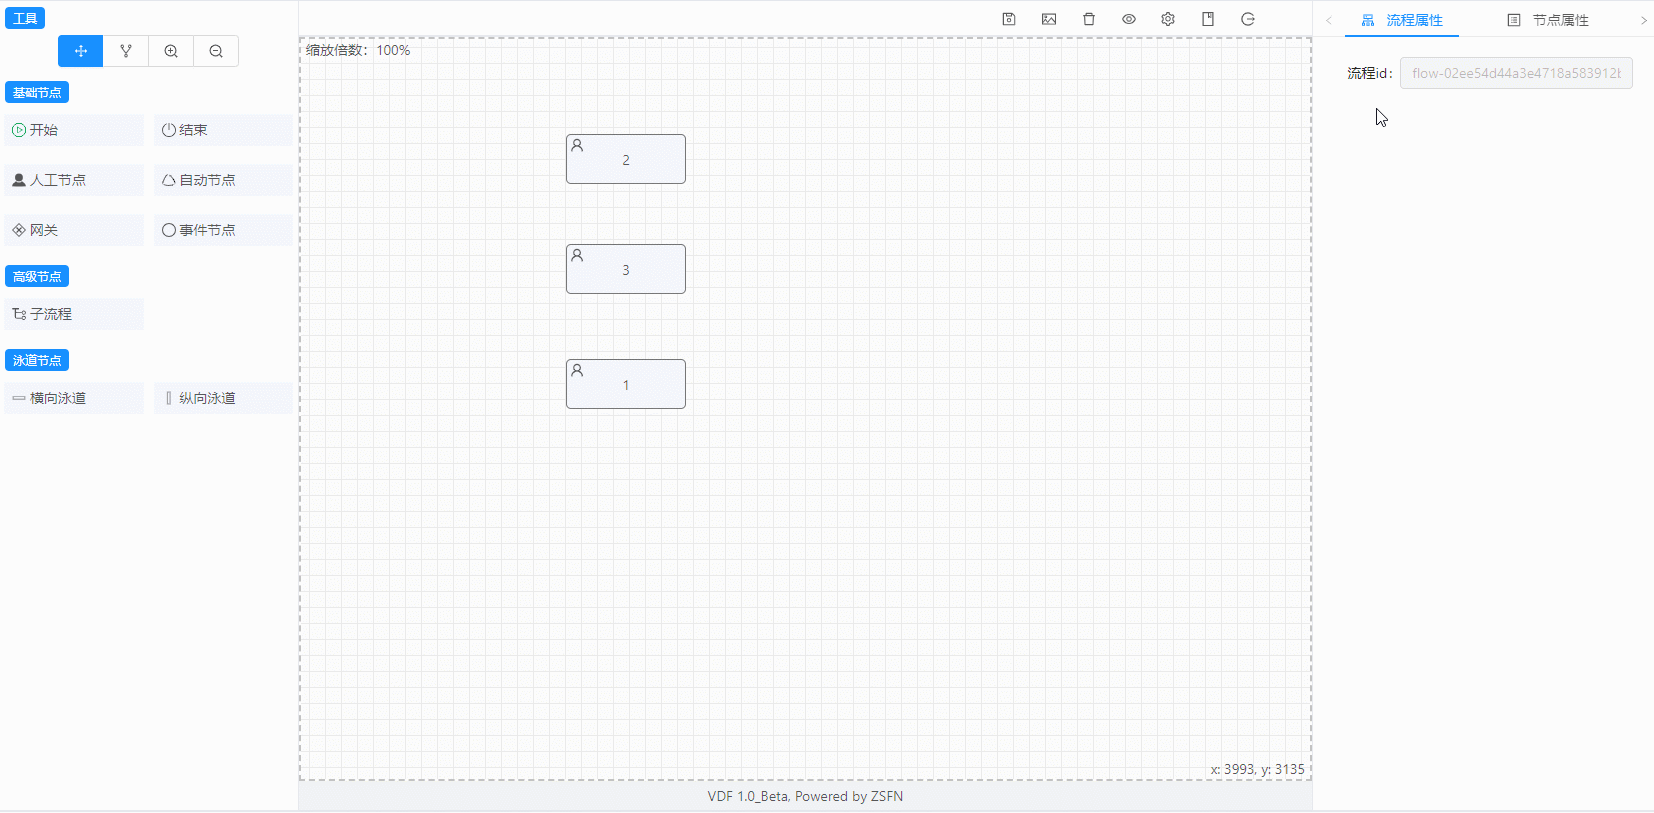 工具
基础节点
开始
结束
人工节点
自动节点
网关
事件节点
高级节点
子流程
泳道节点
横向泳道
纵向泳道
缩放倍数：100%
2
3
1
x: 3993, y: 3135
VDF 1.0_Beta, Powered by ZSFN
流程属性
节点属性
流程id：
flow-02ee54d44a3e4718a583912b